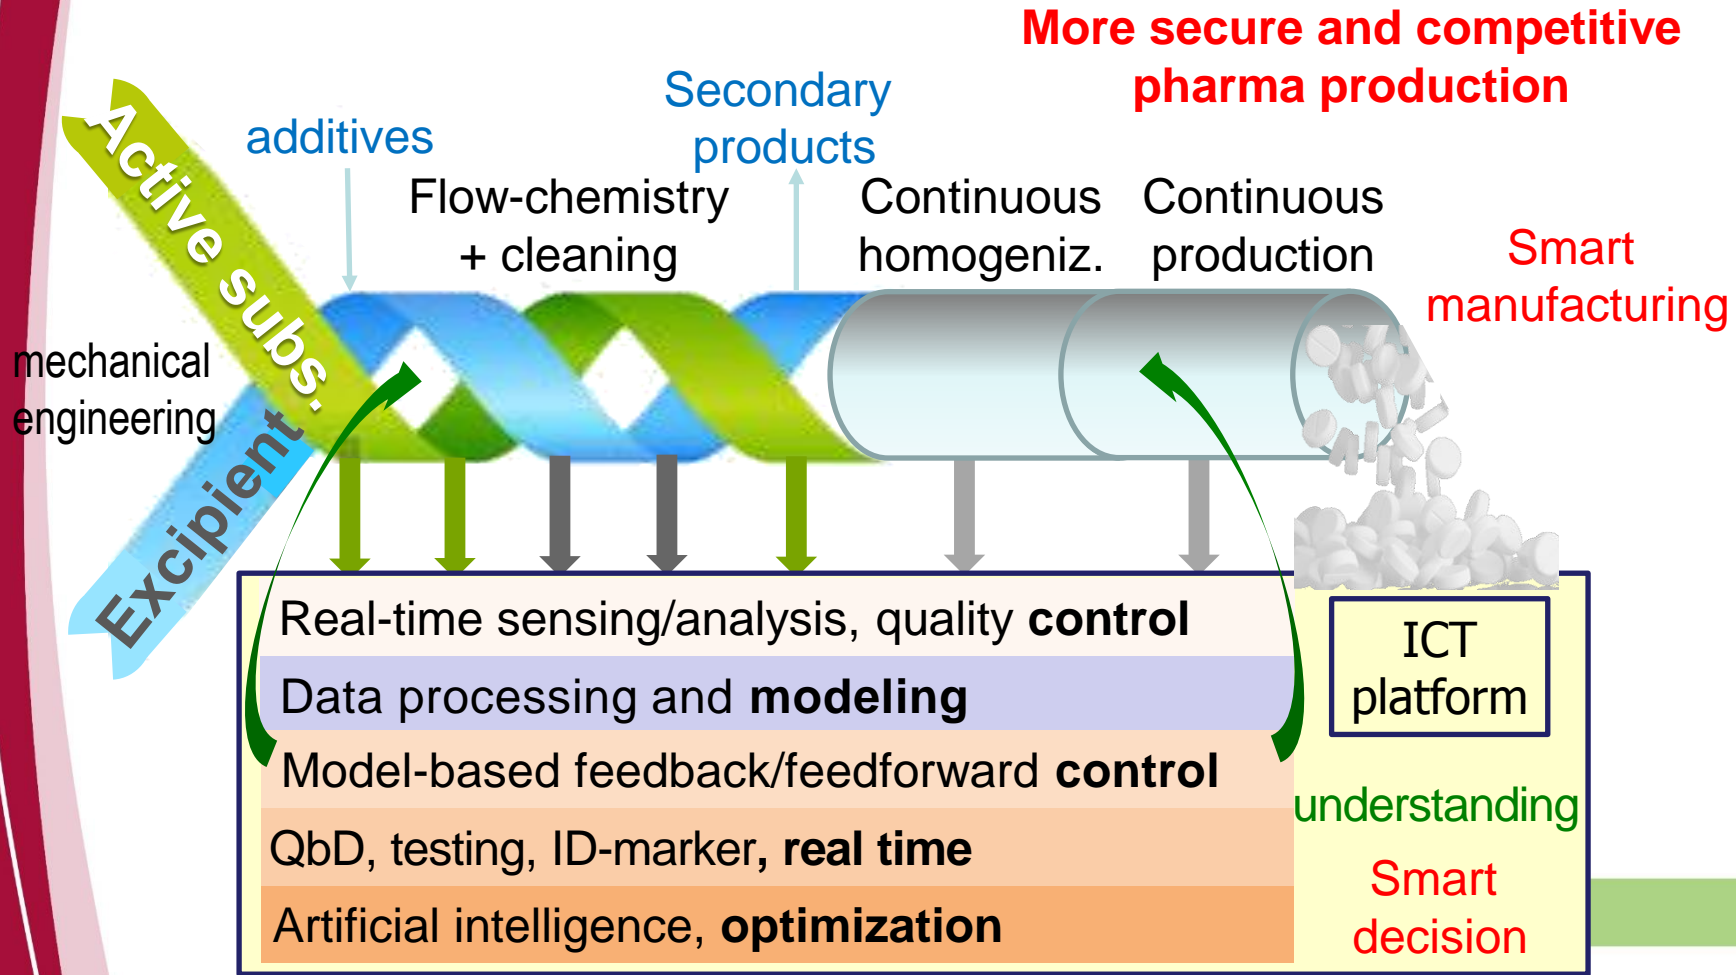 More secure and competitive
pharma production
Secondary
products
additives
Active subs.
Flow-chemistry
+ cleaning
Continuous
homogeniz.
Continuous
production
Smart
manufacturing
mechanical
engineering
Excipient
Real-time sensing/analysis, quality control
Data processing and modeling
Model-based feedback/feedforward control
QbD, testing, ID-marker, real time
Artificial intelligence, optimization
ICT
platform
understanding
Smart
decision